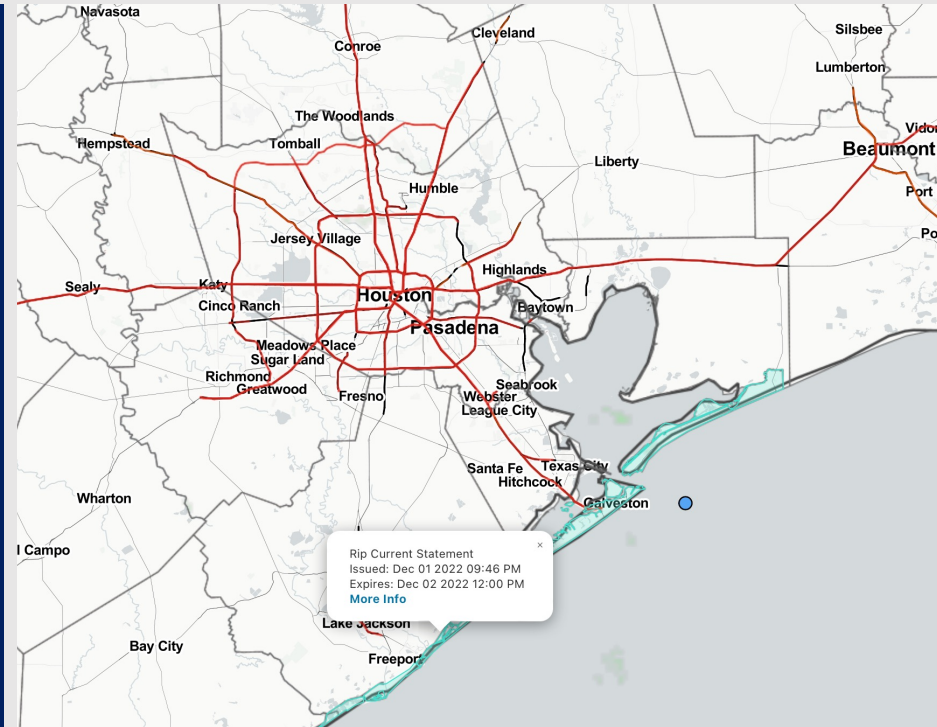 Navasota
Cleveland
Silsbee
Conroe
Lumberton
The Woodlands
Vidor
Hempstead
Tomball
Beaumont
Liberty
Humble
Port
Jersey Village
Po
Highlands
Sealy
Katy
Houston
Cinco Ranch
Baytown
Pasadena
Meadows Place
Sugar Land
Richmond
Greatwood
Seabrook
Fresno
Webster
League City
Santa Fe
Texas City
Hitchcock
Wharton
Galveston
l Campo
×
Rip Current Statement
Issued: Dec 01 2022 09:46 PM
Expires: Dec 02 2022 12:00 PM
More Info
Lake Jackson
Bay City
Freeport